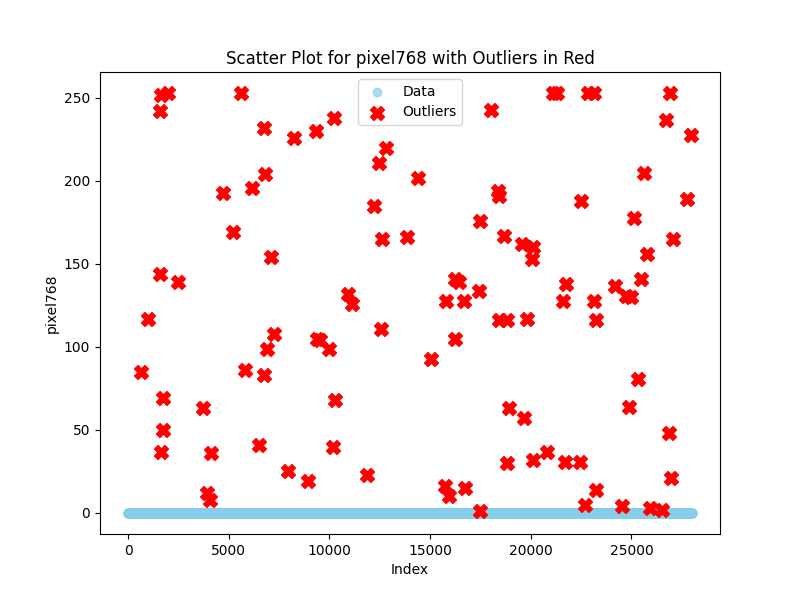 Scatter Plot for pixel768 with Outliers in Red
Data
Outliers
250
200
150
100
50
0
pixel768
0 5000 10000 15000 20000 25000
Index